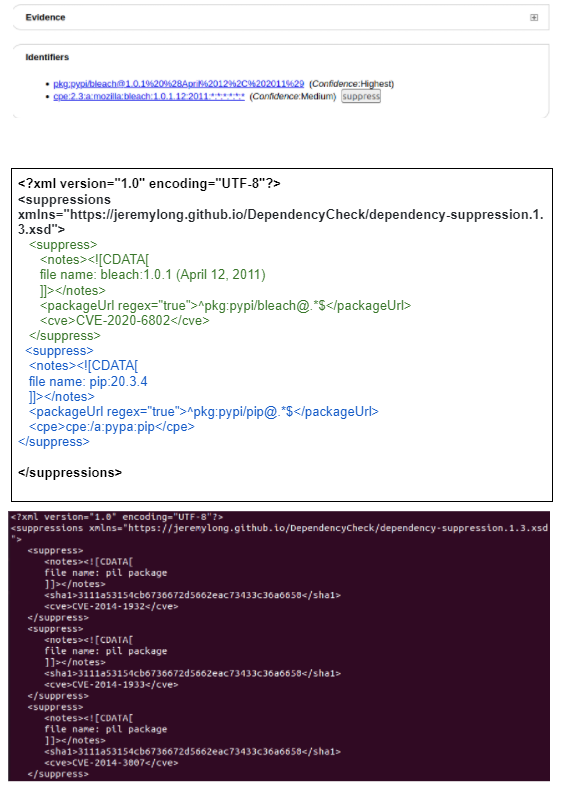 Evidence
Identifiers
pkg:pypi/bleach@1.0.1%20%28April%2012%2C%202011%29 (Confidence:Highest)
cpe:2.3:a:mozilla:bleach:1.0.1.12:2011:*:*:*:*:*:* (Confidence:Medium) suppress
<?xml version="1.0" encoding="UTF-8"?>
<suppressions
xmlns="https://jeremylong.github.io/DependencyCheck/dependency-suppression.1.
3.xsd">
<suppress>
<notes><![CDATA[
file name: bleach:1.0.1 (April 12, 2011)
]]></notes>
<packageUrl regex="true">^pkg:pypi/bleach@.*$</packageUrl>
<cve>CVE-2020-6802</cve>
</suppress>
<suppress>
<notes><![CDATA[
file name: pip:20.3.4
]]></notes>
<packageUrl regex="true">^pkg:pypi/pip@.*$</packageUrl>
<cpe>cpe:/a:pypa:pip</cpe>
</suppress>
</suppressions>
<?xml version="1.0" encoding="UTF-8"?>
<suppressions xmlns="https://jeremylong.github.io/DependencyCheck/dependency-suppression.1.3.xsd
">
<suppress>
<notes><![CDATA[
file name: pil package
]]></notes>
<sha1>3111a53154cb6736672d5662eac73433c36a6650</sha1>
<cve>CVE-2014-1932</cve>
</suppress>
<suppress>
<notes><![CDATA[
file name: pil package
]]></notes>
<sha1>3111a53154cb6736672d5662eac73433c36a6650</sha1>
<cve>CVE-2014-1933</cve>
</suppress>
<suppress>
<notes><![CDATA[
file name: pil package
]]></notes>
<sha1>3111a53154cb6736672d5662eac73433c36a6650</sha1>
<cve>CVE-2014-3007</cve>
</suppress>